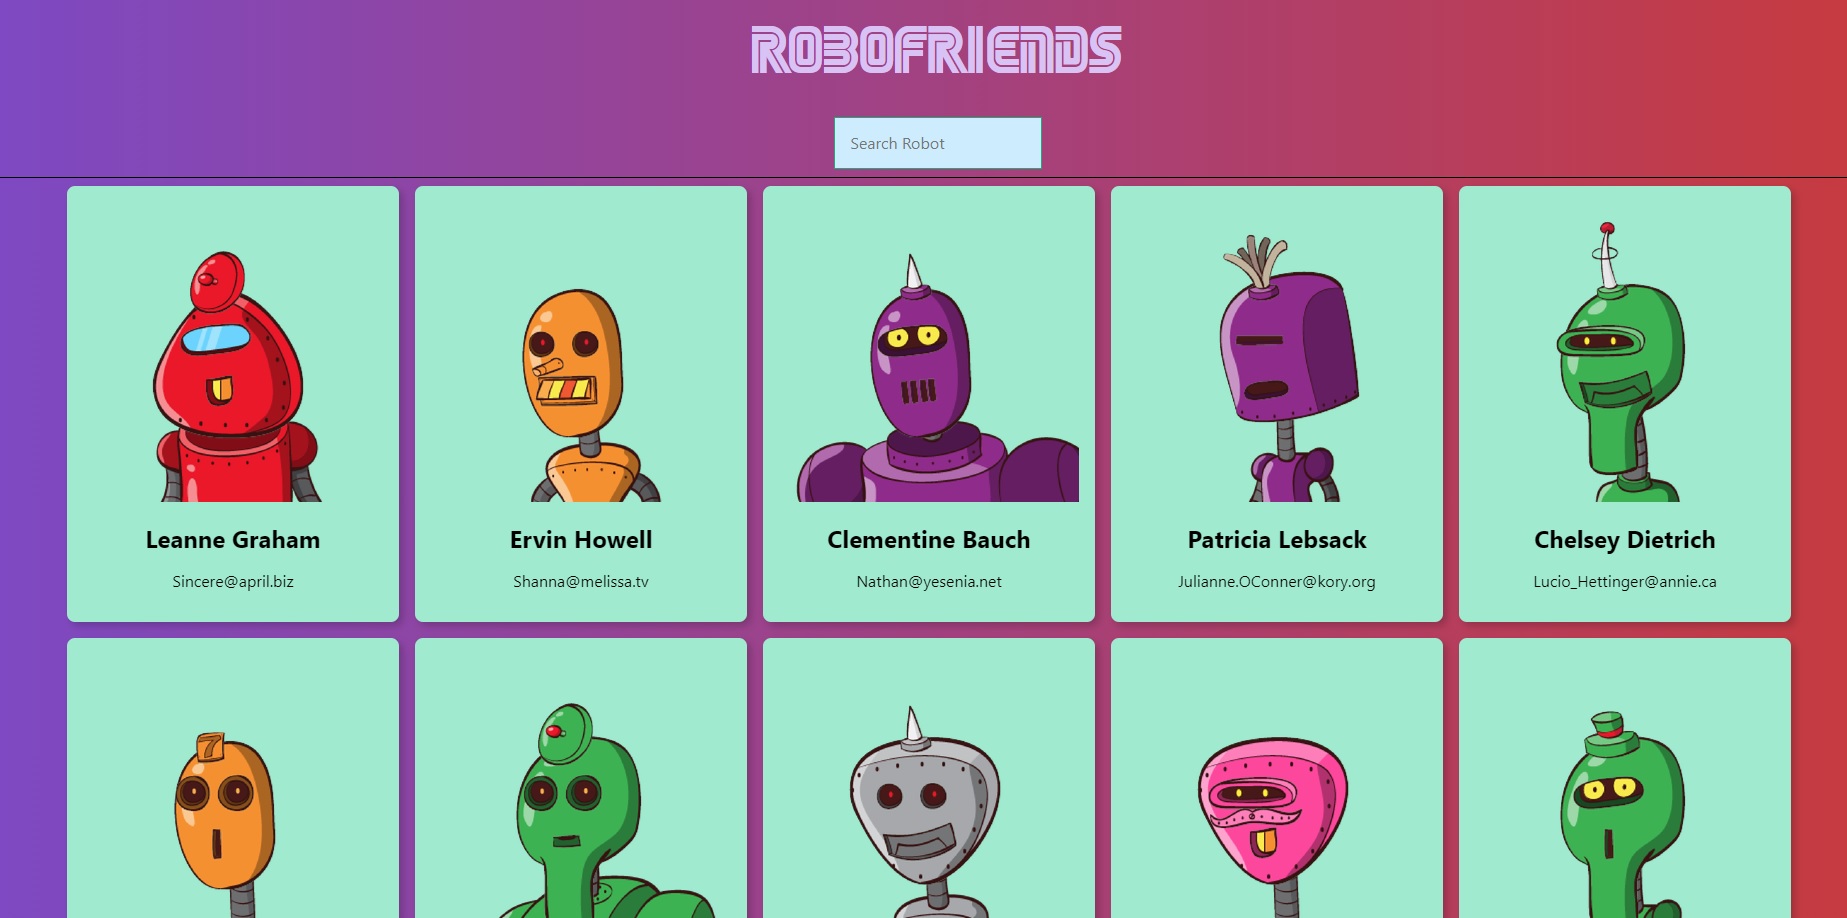 ROBOFRIENDS
Search Robot
Leanne Graham
Sincere@april.biz
Ervin Howell
Shanna@melissa.tv
Clementine Bauch
Nathan@yesenia.net
Patricia Lebsack
Julianne.OConner@kory.org
Chelsey Dietrich
Lucio_Hettinger@annie.ca
7